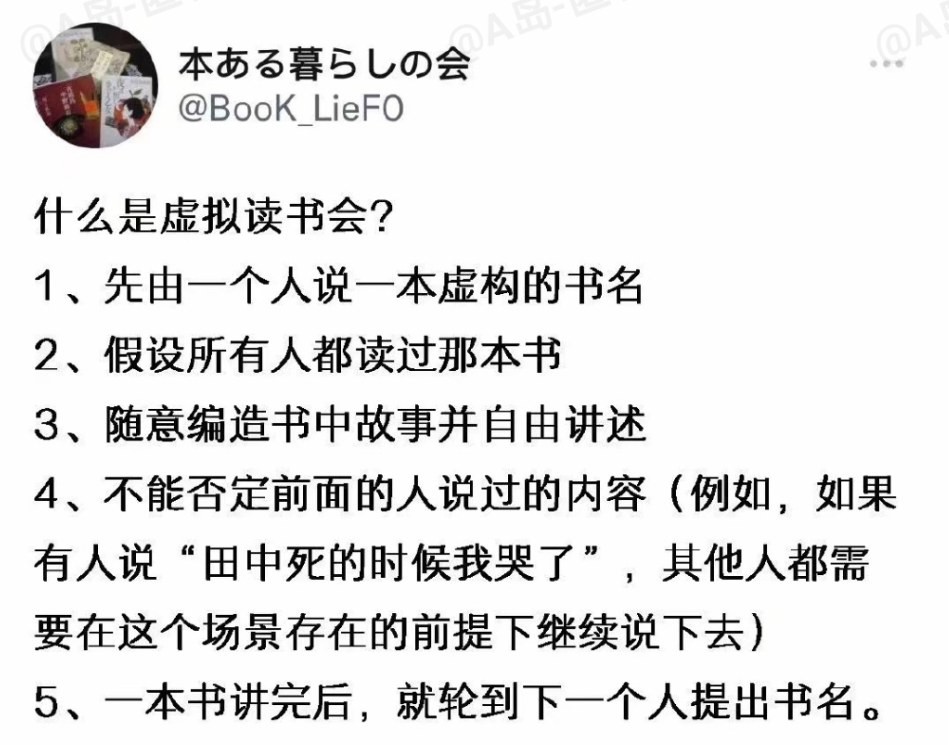 本ある暮らしの会
@BooK_LieF0
什么是虚拟读书会？
1、先由一个人说一本虚构的书名
2、假设所有人都读过那本书
3、随意编造书中故事并自由讲述
4、不能否定前面的人说过的内容（例如，如果
有人说“田中死的时候我哭了”，其他人都需
要在这个场景存在的前提下继续说下去）
5、一本书讲完后，就轮到下一个人提出书名。